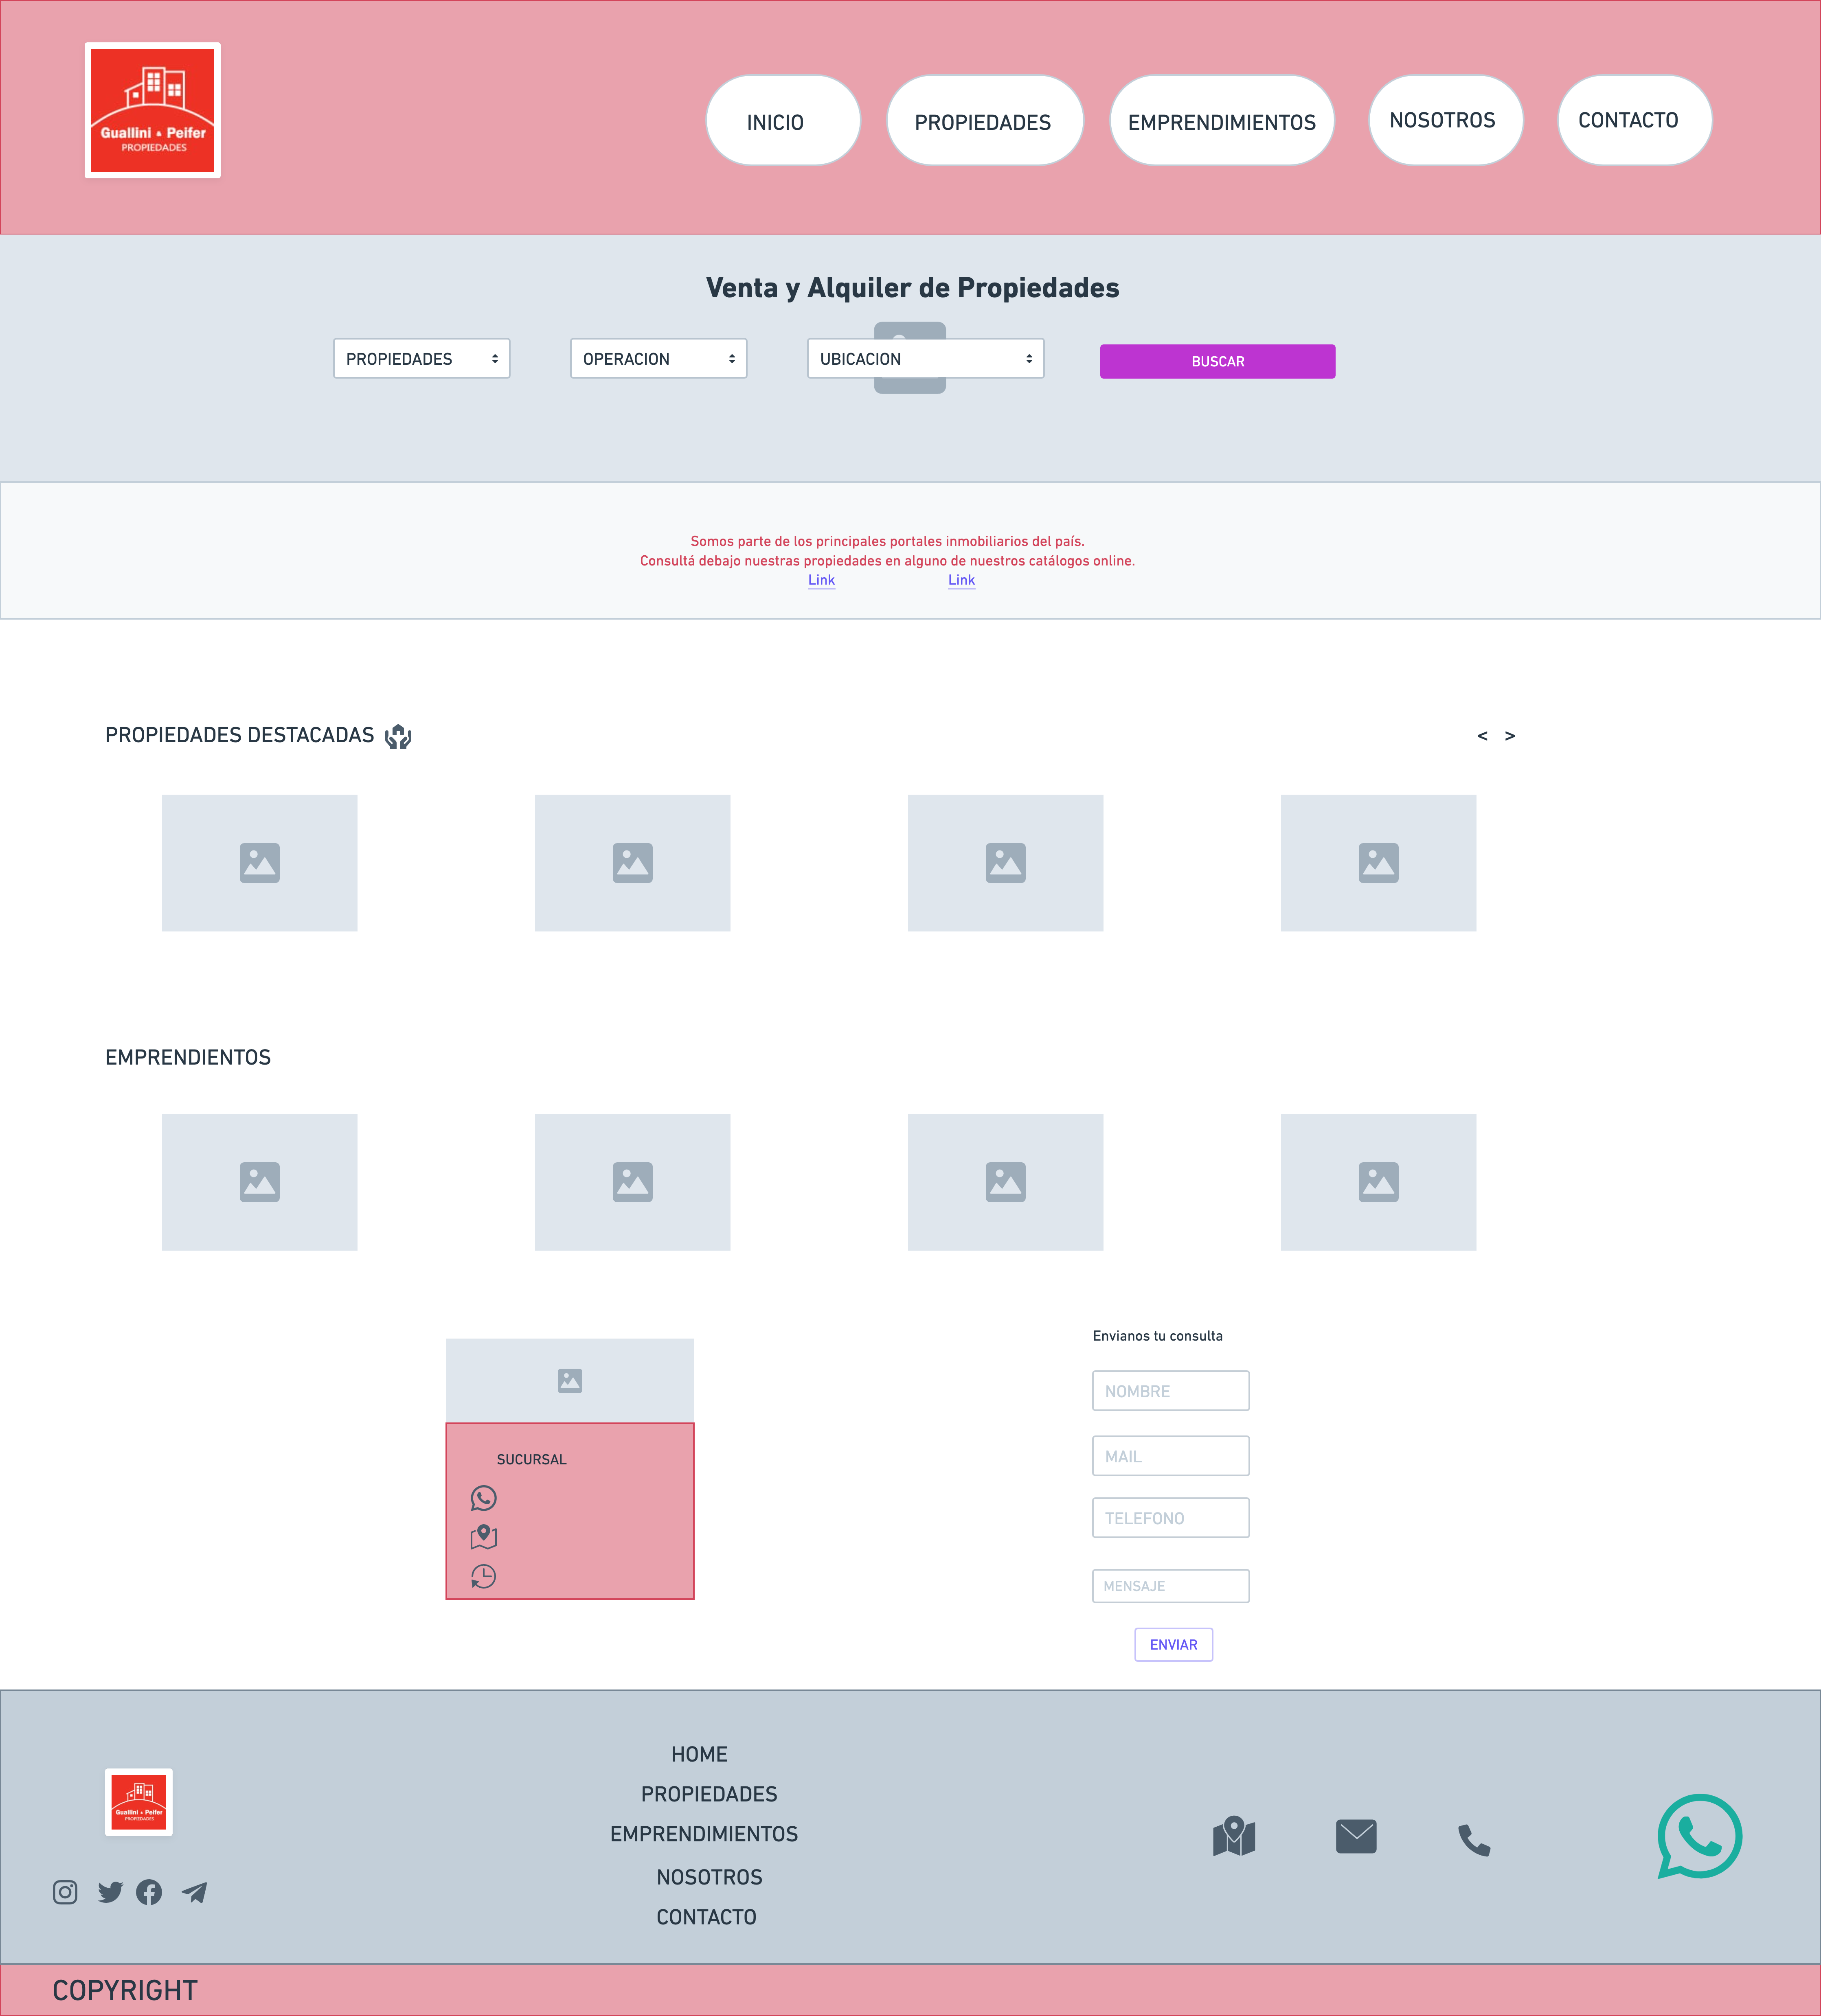 Guallini Peifer
PROPIEDADES
INICIO
PROPIEDADES
EMPRENDIMIENTOS
NOSOTROS
CONTACTO
Venta y Alquiler de Propiedades
PROPIEDADES
OPERACION
UBICACION
BUSCAR
Somos parte de los principales portales inmobiliarios del país.
Consultá debajo nuestras propiedades en alguno de nuestros catálogos online.
Link
Link
PROPIEDADES DESTACADAS
< >
EMPRENDIENTOS
SUCURSAL
Envianos tu consulta
NOMBRE
MAIL
TELEFONO
MENSAJE
ENVIAR
Guallini Peifer
PROPIEDADES
HOME
PROPIEDADES
EMPRENDIMIENTOS
NOSOTROS
CONTACTO
COPYRIGHT